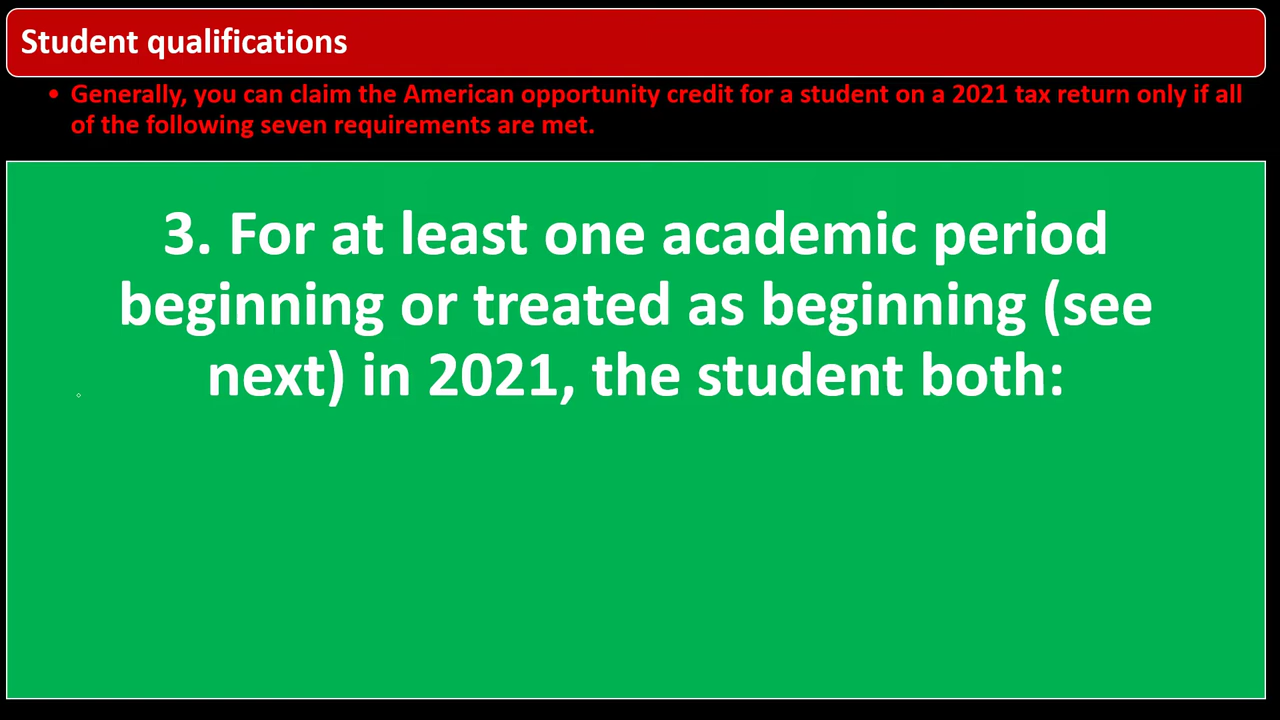 Student qualifications
• Generally, you can claim the American opportunity credit for a student on a 2021 tax return only if all
of the following seven requirements are met.
3. For at least one academic period
beginning or treated as beginning (see
next) in 2021, the student both: